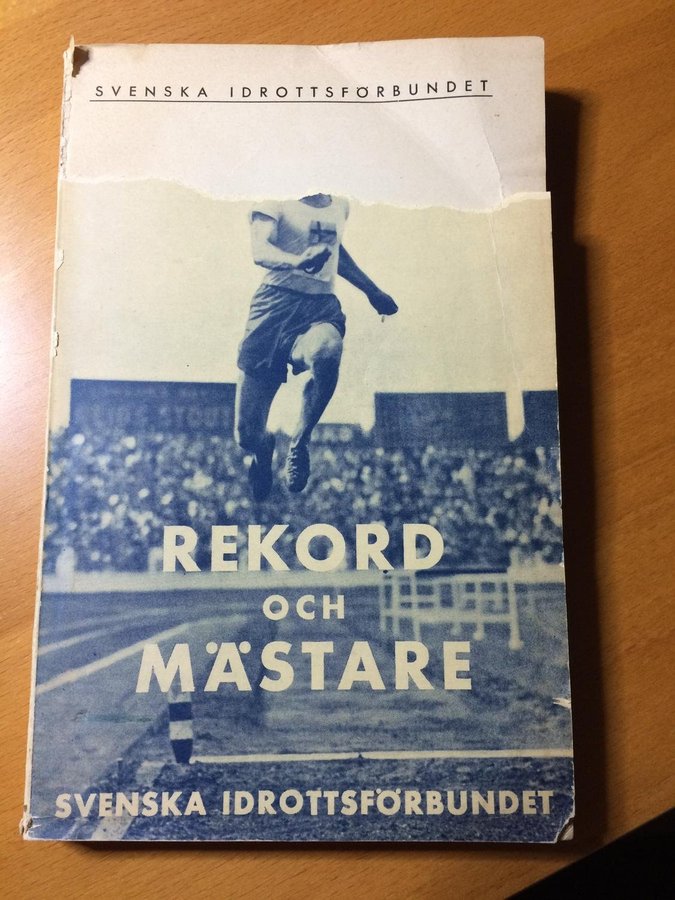 SVENSKA IDROTTSFÖRBUNDET
REKORD
OCH
MÄSTARE
SVENSKA IDROTTSFÖRBUNDET